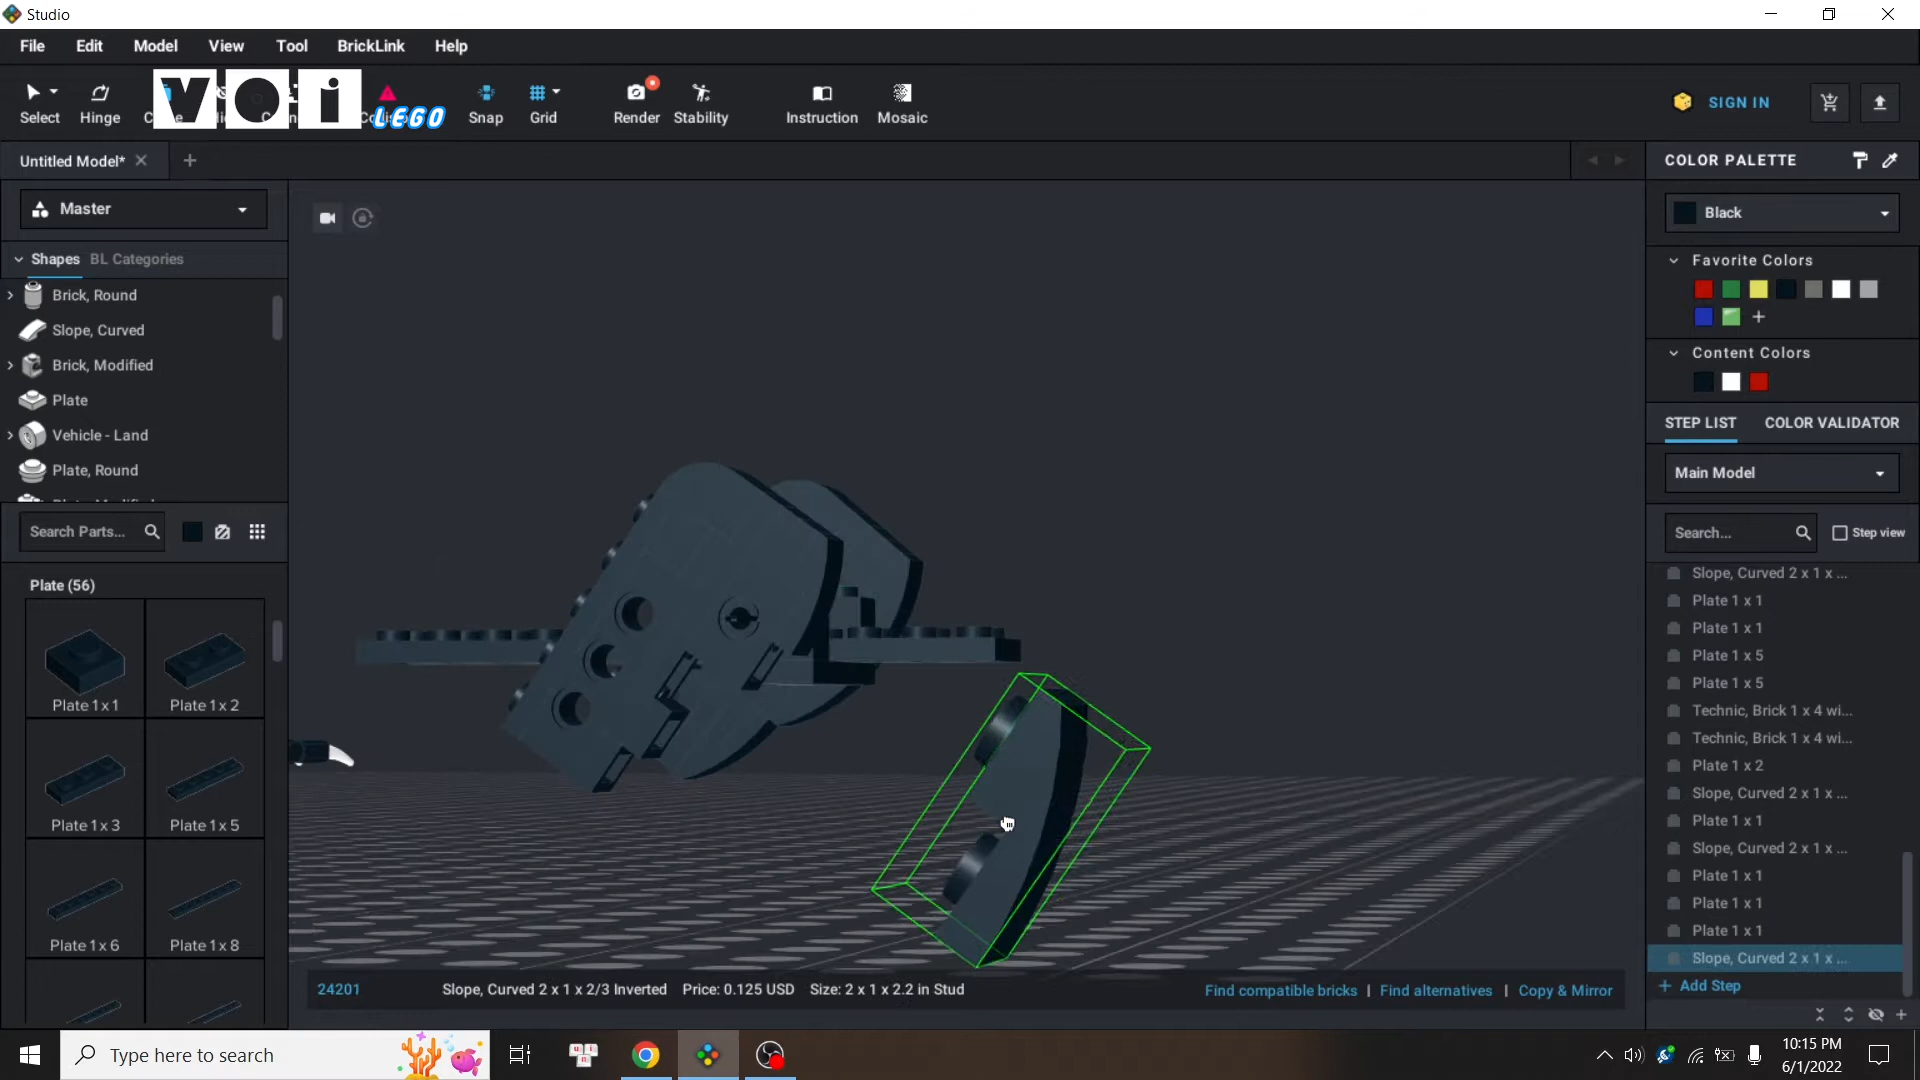 Studio
File Edit Model View Tool BrickLink Help
voi LEGO
Select Hinge Snap Grid Render Stability Instruction Mosaic
SIGN IN
Untitled Model*
COLOR PALETTE
Master
Black
Shapes BL Categories
Favorite Colors
Brick, Round
Slope, Curved
Brick, Modified
Plate
Vehicle - Land
Plate, Round
Content Colors
STEP LIST COLOR VALIDATOR
Main Model
Search Parts...
Search... Step view
Plate (56)
Plate 1 x 1 Plate 1 x 2
Plate 1 x 3 Plate 1 x 5
Plate 1 x 6 Plate 1 x 8
Slope, Curved 2 x 1 x ...
Plate 1 x 1
Plate 1 x 1
Plate 1 x 5
Plate 1 x 5
Technic, Brick 1 x 4 wi...
Technic, Brick 1 x 4 wi...
Plate 1 x 2
Slope, Curved 2 x 1 x ...
Plate 1 x 1
Slope, Curved 2 x 1 x ...
Plate 1 x 1
Plate 1 x 1
Plate 1 x 1
Slope, Curved 2 x 1 x ...
+ Add Step
24201 Slope, Curved 2 x 1 x 2/3 Inverted Price: 0.125 USD Size: 2 x 1 x 2.2 in Stud
Find compatible bricks | Find alternatives | Copy & Mirror
Type here to search
10:15 PM
6/1/2022